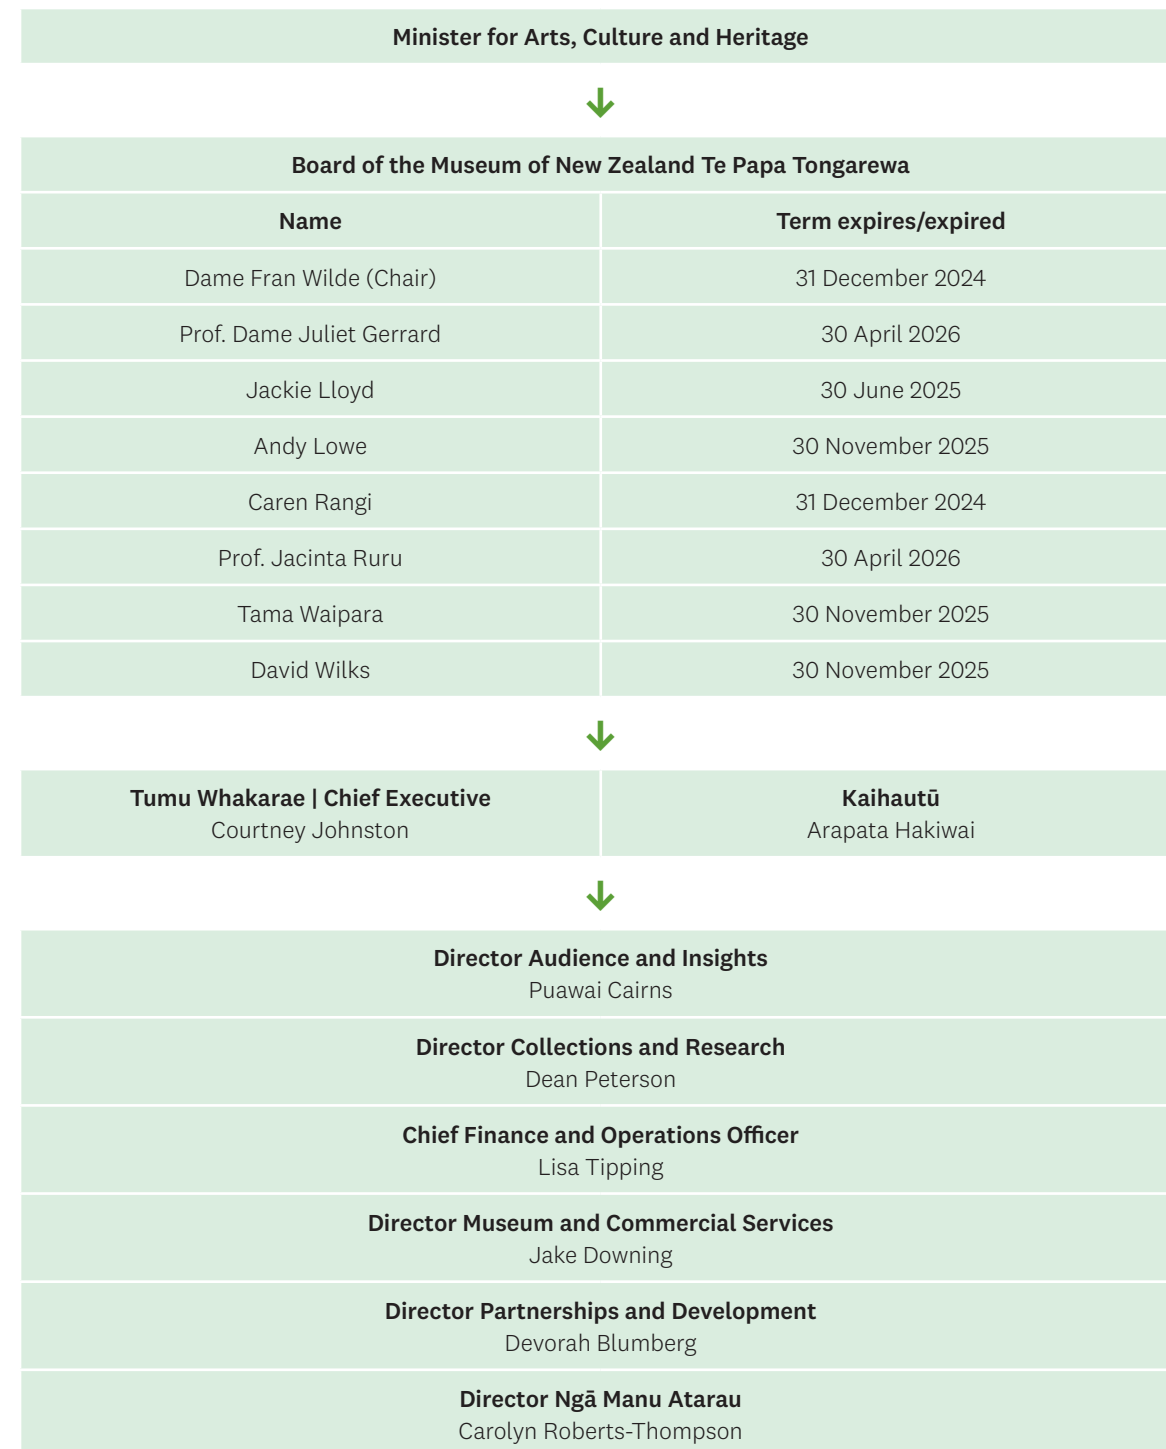 Minister for Arts, Culture and Heritage
Board of the Museum of New Zealand Te Papa Tongarewa
Name Term expires/expired
Dame Fran Wilde (Chair) 31 December 2024
Prof. Dame Juliet Gerrard 30 April 2026
Jackie Lloyd 30 June 2025
Andy Lowe 30 November 2025
Caren Rangi 31 December 2024
Prof. Jacinta Ruru 30 April 2026
Tama Waipara 30 November 2025
David Wilks 30 November 2025
Tumu Whakarae | Chief Executive Kaihautū
Courtney Johnston Arapata Hakiwai
Director Audience and Insights
Puawai Cairns
Director Collections and Research
Dean Peterson
Chief Finance and Operations Officer
Lisa Tipping
Director Museum and Commercial Services
Jake Downing
Director Partnerships and Development
Devorah Blumberg
Director Ngā Manu Atarau
Carolyn Roberts-Thompson